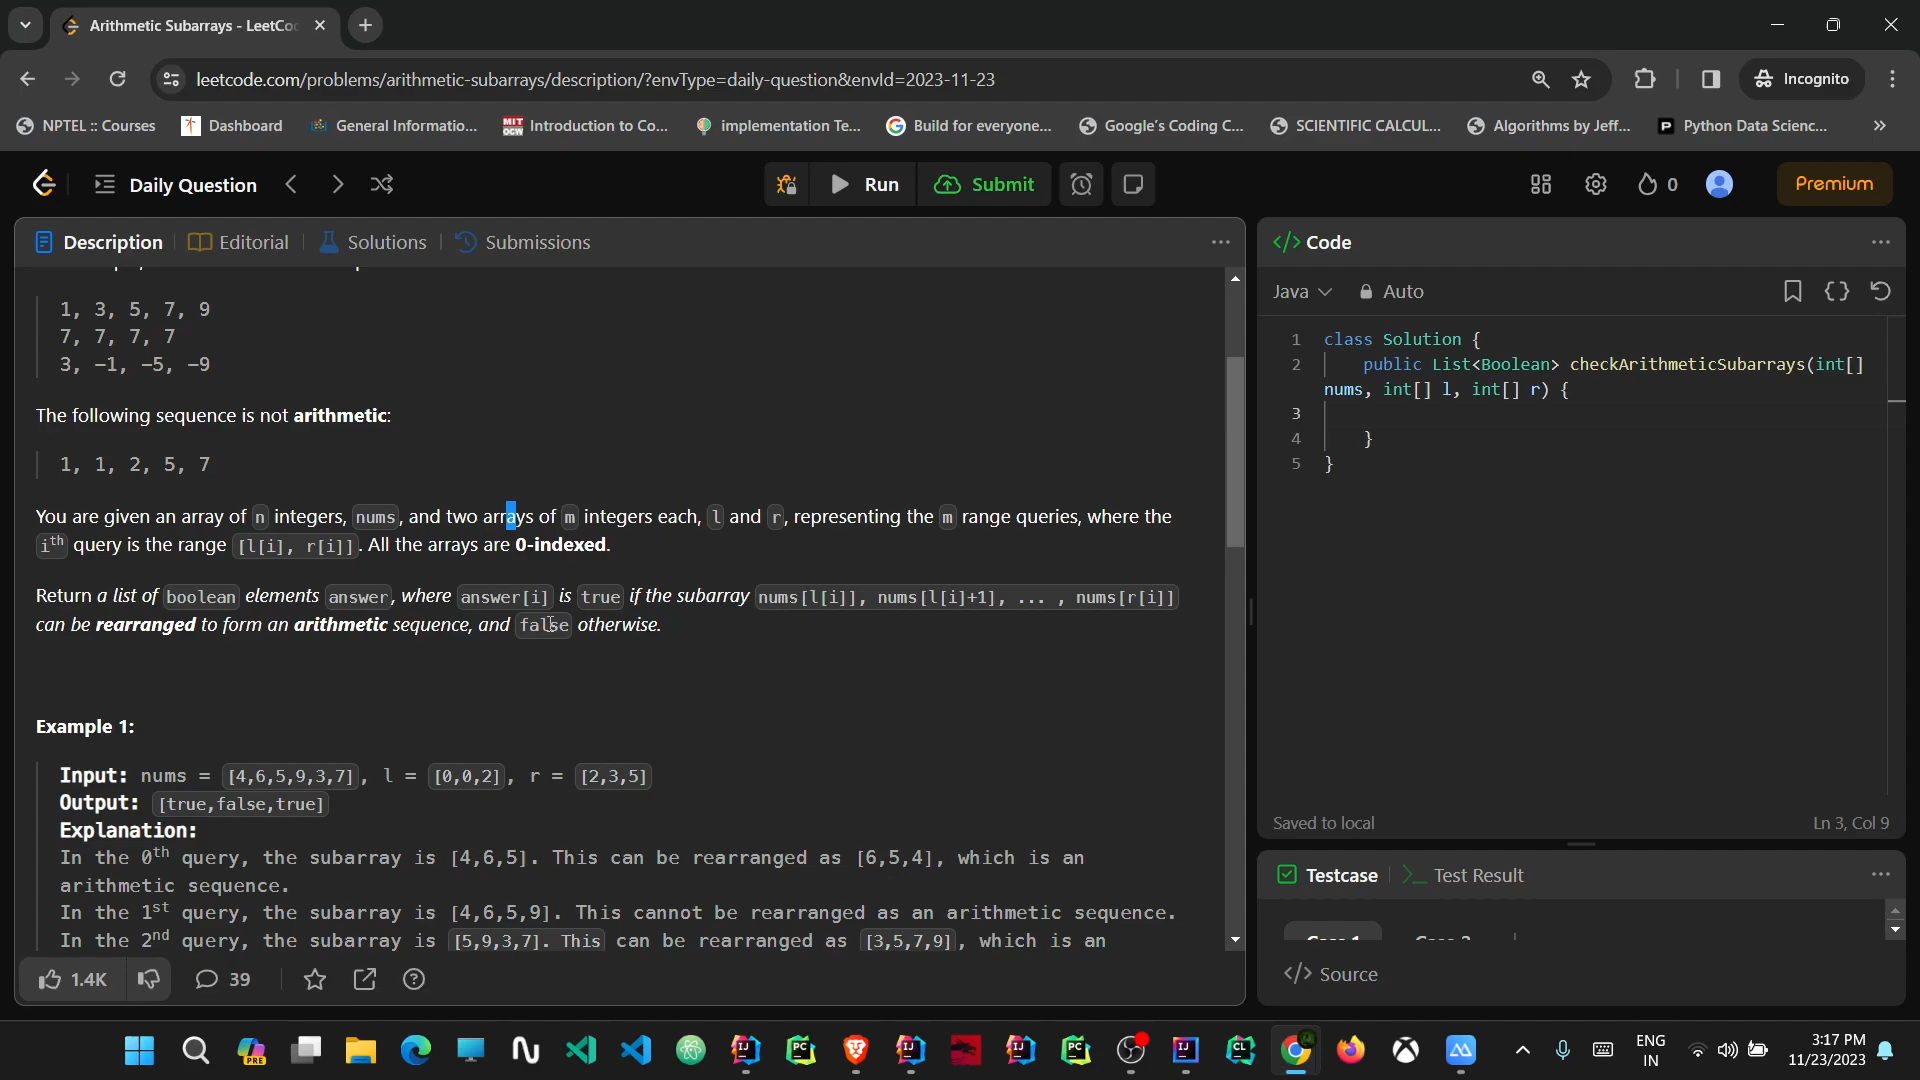 Arithmetic Subarrays - LeetCo
leetcode.com/problems/arithmetic-subarrays/description/?envType=daily-question&envId=2023-11-23
Incognito
NPTEL :: Courses
Dashboard
General Informatio...
MIT OCW
Introduction to Co...
implementation Te...
Build for everyone...
Google's Coding C...
SCIENTIFIC CALCUL...
Algorithms by Jeff...
Python Data Scienc...
Daily Question
Run
Submit
0
Premium
Description
Editorial
Solutions
Submissions
1, 3, 5, 7, 9
7, 7, 7, 7
3, -1, -5, -9
The following sequence is not arithmetic:
1, 1, 2, 5, 7
You are given an array of n integers, nums, and two arrays of m integers each, l and r, representing the m range queries, where the
ith query is the range [l[i], r[i]]. All the arrays are 0-indexed.
Return a list of boolean elements answer, where answer[i] is true if the subarray nums[l[i]], nums[l[i]+1], ... , nums[r[i]]
can be rearranged to form an arithmetic sequence, and false otherwise.
Example 1:
Input: nums = [4,6,5,9,3,7], l = [0,0,2], r = [2,3,5]
Output: [true,false,true]
Explanation:
In the 0th query, the subarray is [4,6,5]. This can be rearranged as [6,5,4], which is an
arithmetic sequence.
In the 1st query, the subarray is [4,6,5,9]. This cannot be rearranged as an arithmetic sequence.
In the 2nd query, the subarray is [5,9,3,7]. This can be rearranged as [3,5,7,9], which is an
1.4K
39
</> Code
Java
Auto
1 class Solution {
2 public List<Boolean> checkArithmeticSubarrays(int[]
nums, int[] l, int[] r) {
3
4 }
5 }
Saved to local
Ln 3, Col 9
Testcase
Test Result
</> Source
PRE
IJ
PC
IJ
IJ
PC
IJ
CL
ENG
IN
3:17 PM
11/23/2023